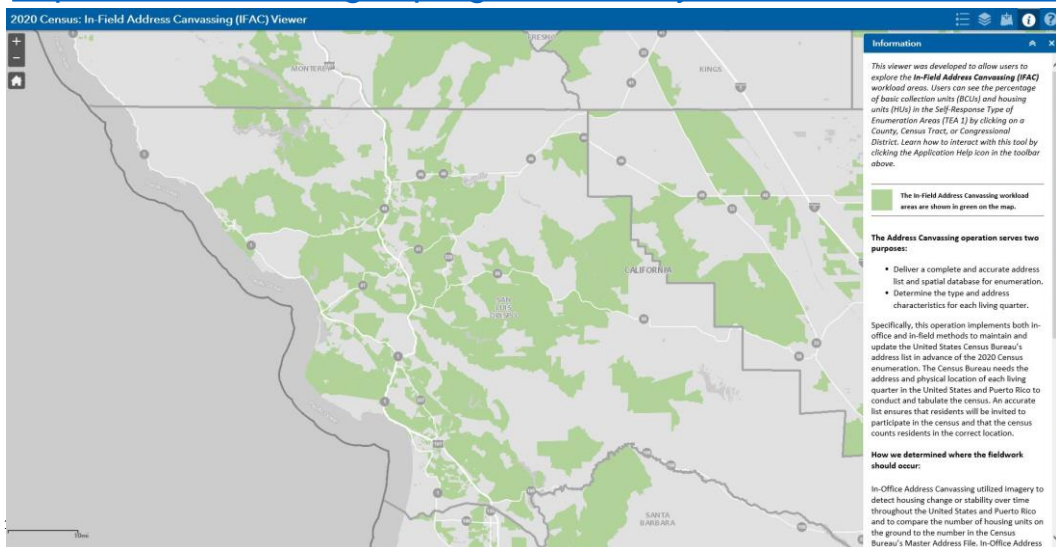 2020 Census: In-Field Address Canvassing (IFAC) Viewer
FRESNO
MONTEREY
KINGS
CALIFORNIA
SAN
LUIS
OBISPO
SANTA
BARBARA
10mi
Information
This viewer was developed to allow users to
explore the In-Field Address Canvassing (IFAC)
workload areas. Users can see the percentage
of basic collection units (BCUs) and housing
units (HUs) in the Self-Response Type of
Enumeration Areas (TEA 1) by clicking on a
County, Census Tract, or Congressional
District. Learn how to interact with this tool by
clicking the Application Help icon in the toolbar
above.
The In-Field Address Canvassing workload
areas are shown in green on the map.
The Address Canvassing operation serves two
purposes:
• Deliver a complete and accurate address
list and spatial database for enumeration.
• Determine the type and address
characteristics for each living quarter.
Specifically, this operation implements both in-
office and in-field methods to maintain and
update the United States Census Bureau's
address list in advance of the 2020 Census
enumeration. The Census Bureau needs the
address and physical location of each living
quarter in the United States and Puerto Rico to
conduct and tabulate the census. An accurate
list ensures that residents will be invited to
participate in the census and that the census
counts residents in the correct location.
How we determined where the fieldwork
should occur:
In-Office Address Canvassing utilized imagery to
detect housing change or stability over time
throughout the United States and Puerto Rico
and to compare the number of housing units on
the ground to the number in the Census
Bureau's Master Address File. In-Office Address